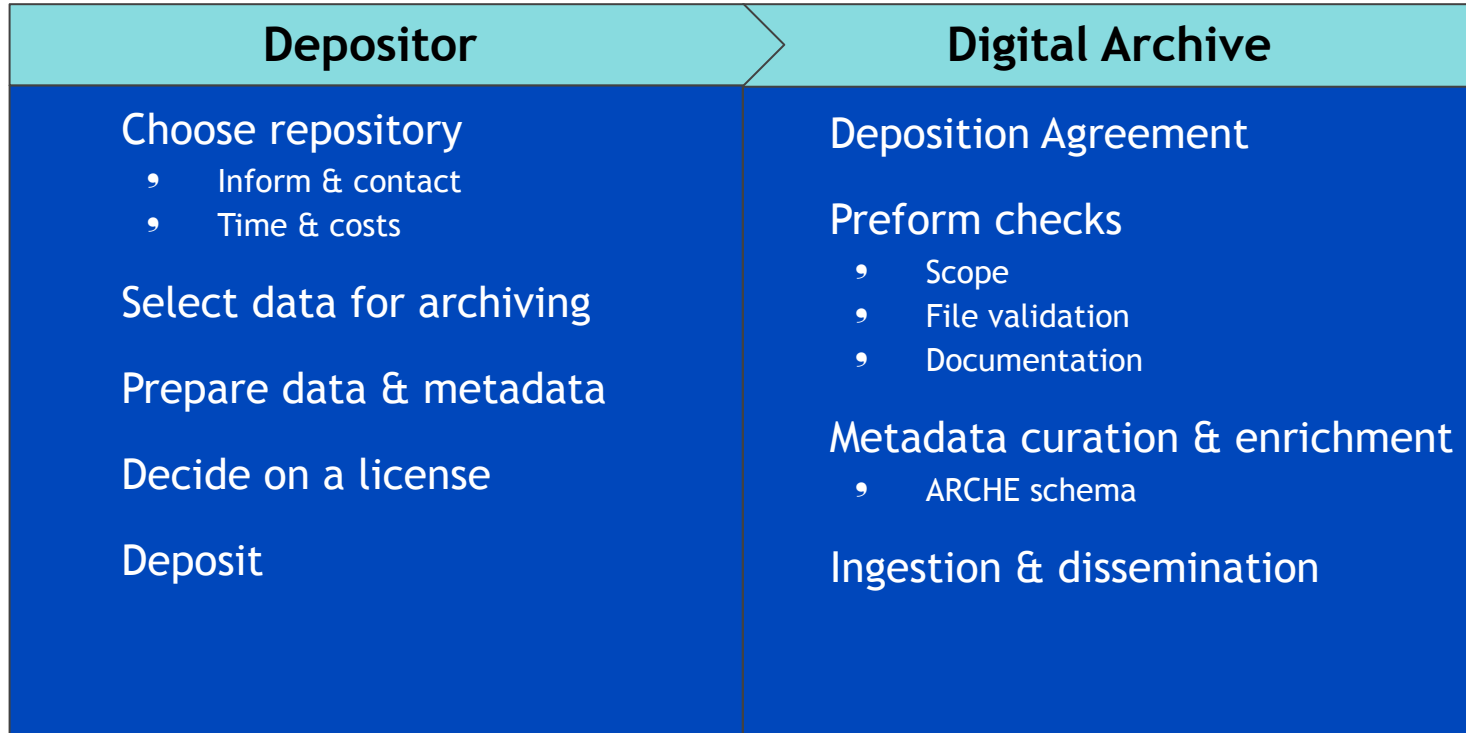 Depositor
Choose repository
❟ Inform & contact
❟ Time & costs
Select data for archiving
Prepare data & metadata
Decide on a license
Deposit
Digital Archive
Deposition Agreement
Preform checks
❟ Scope
❟ File validation
❟ Documentation
Metadata curation & enrichment
❟ ARCHE schema
Ingestion & dissemination